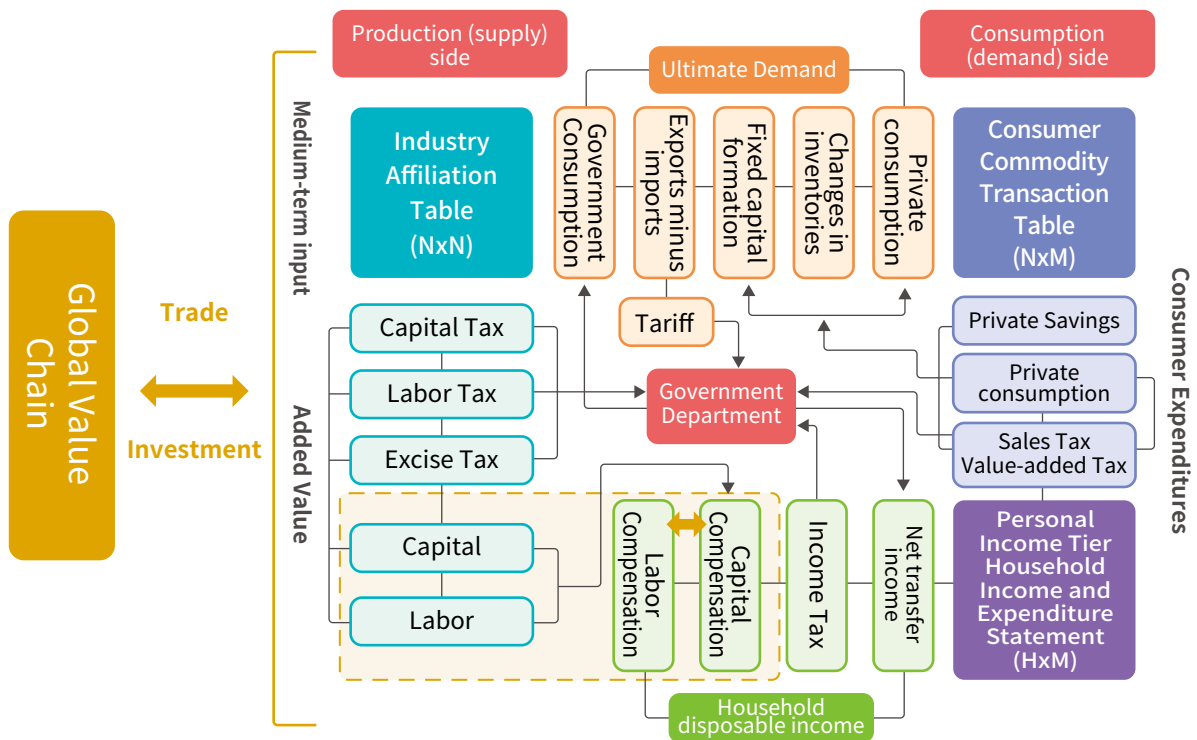 Production (supply)
side
Consumption
(demand) side
Ultimate Demand
Medium-term input
Industry
Affiliation
Table
(NxN)
Government
Consumption
Exports minus
imports
Fixed capital
formation
Changes in
inventories
Private
consumption
Consumer
Commodity
Transaction
Table
(NxM)
Global Value
Chain
Trade
Investment
Added Value
Capital Tax
Labor Tax
Excise Tax
Capital
Labor
Tariff
Government
Department
Private Savings
Private
consumption
Sales Tax
Value-added Tax
Consumer Expenditures
Labor
Compensation
Capital
Compensation
Income Tax
Net transfer
income
Personal
Income Tier
Household
Income and
Expenditure
Statement
(HxM)
Household
disposable income